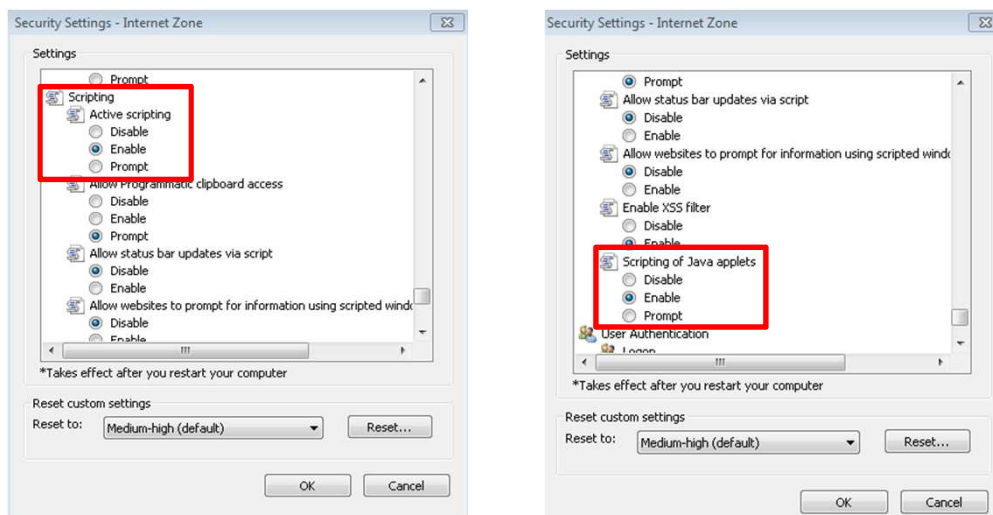 Security Settings - Internet Zone
Settings
Prompt
Scripting
Active scripting
Disable
Enable
Prompt
Allow Programmatic clipboard access
Disable
Enable
Prompt
Allow status bar updates via script
Disable
Enable
Allow websites to prompt for information using scripted windo
Disable
Enable
*Takes effect after you restart your computer
Reset custom settings
Reset to:
Medium-high (default)
Reset...
OK
Cancel
Security Settings - Internet Zone
Settings
Prompt
Allow status bar updates via script
Disable
Enable
Allow websites to prompt for information using scripted windo
Disable
Enable
Enable XSS filter
Disable
Enable
Scripting of Java applets
Disable
Enable
Prompt
User Authentication
Logon
*Takes effect after you restart your computer
Reset custom settings
Reset to:
Medium-high (default)
Reset...
OK
Cancel